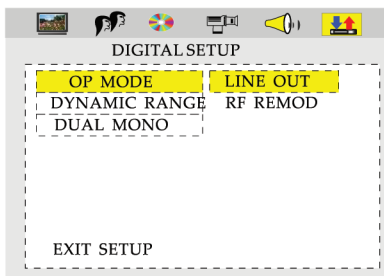 DIGITAL SETUP
OP MODE LINE OUT
DYNAMIC RANGE RF REMOD
DUAL MONO
EXIT SETUP